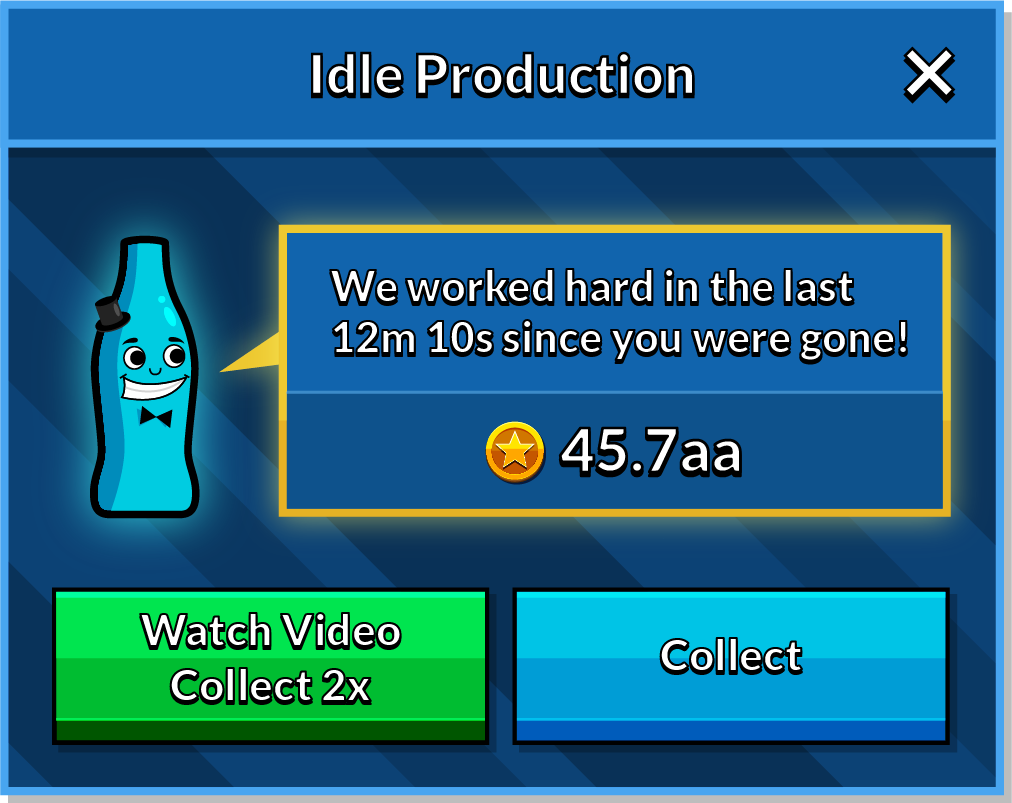 Idle Production
We worked hard in the last
12m 10s since you were gone!
45.7aa
Watch Video
Collect 2x
Collect